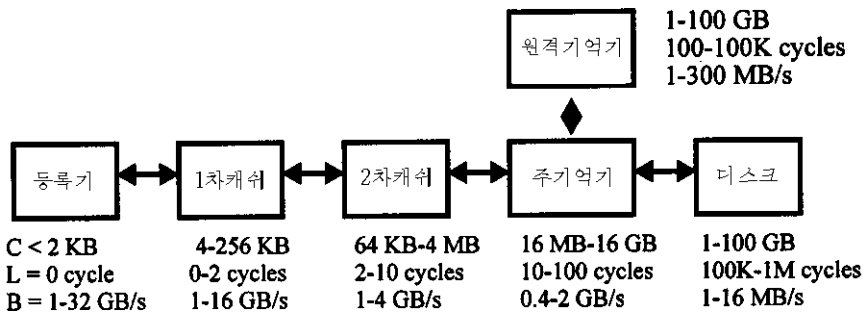 원격기억기
1-100 GB
100-100K cycles
1-300 MB/s
등록기
1차캐쉬
2차캐쉬
주기억기
디스크
C < 2 KB
L = 0 cycle
B = 1-32 GB/s
4-256 KB
0-2 cycles
1-16 GB/s
64 KB-4 MB
2-10 cycles
1-4 GB/s
16 MB-16 GB
10-100 cycles
0.4-2 GB/s
1-100 GB
100K-1M cycles
1-16 MB/s